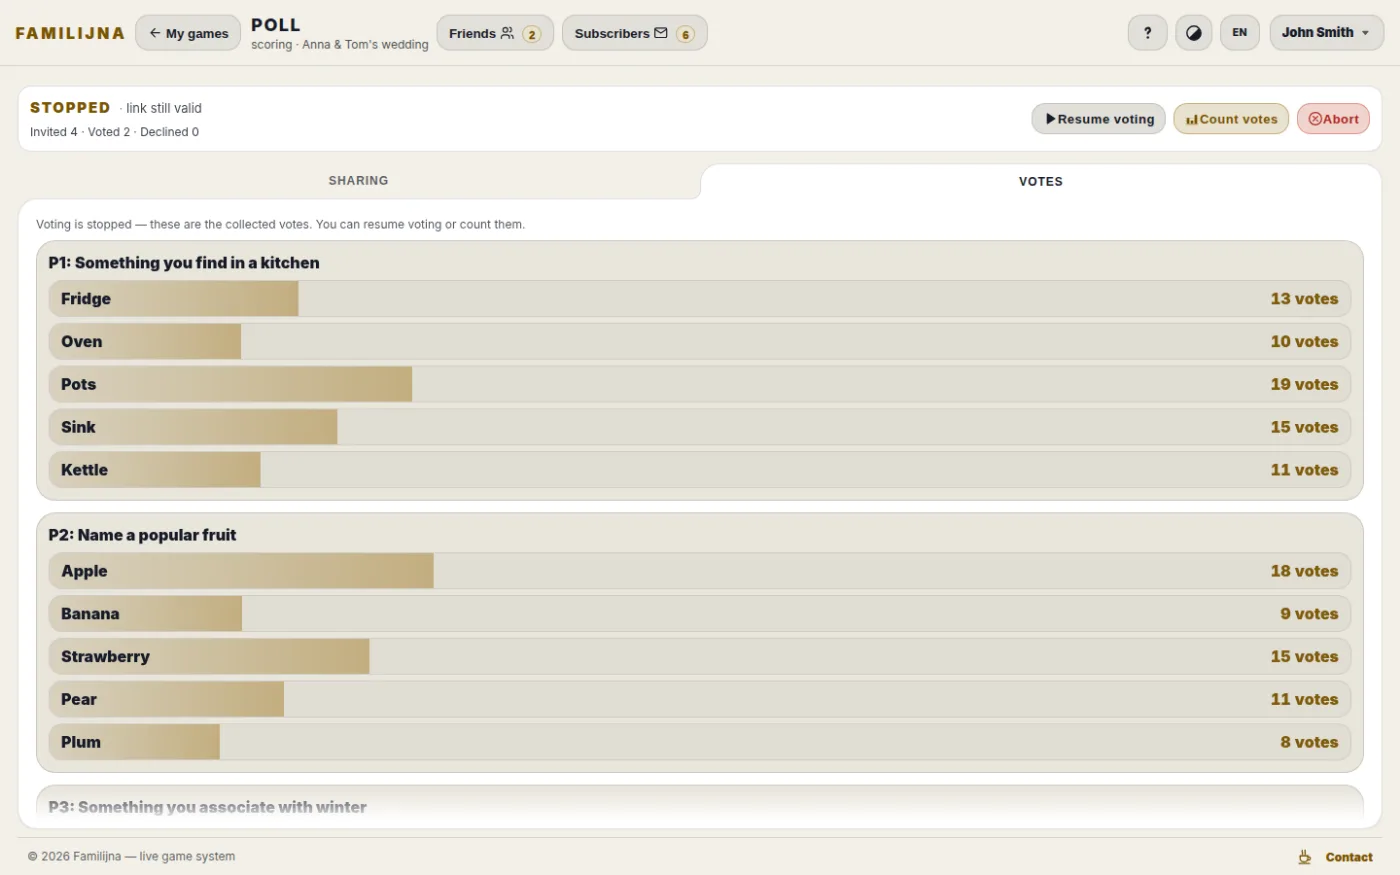 FAMILIJNA
My games
POLL
scoring · Anna & Tom's wedding
Friends 2
Subscribers 6
?
EN
John Smith
STOPPED · link still valid
Invited 4 · Voted 2 · Declined 0
Resume voting
Count votes
Abort
SHARING
VOTES
Voting is stopped — these are the collected votes. You can resume voting or count them.
P1: Something you find in a kitchen
Fridge 13 votes
Oven 10 votes
Pots 19 votes
Sink 15 votes
Kettle 11 votes
P2: Name a popular fruit
Apple 18 votes
Banana 9 votes
Strawberry 15 votes
Pear 11 votes
Plum 8 votes
P3: Something you associate with winter
© 2026 Familijna — live game system
Contact